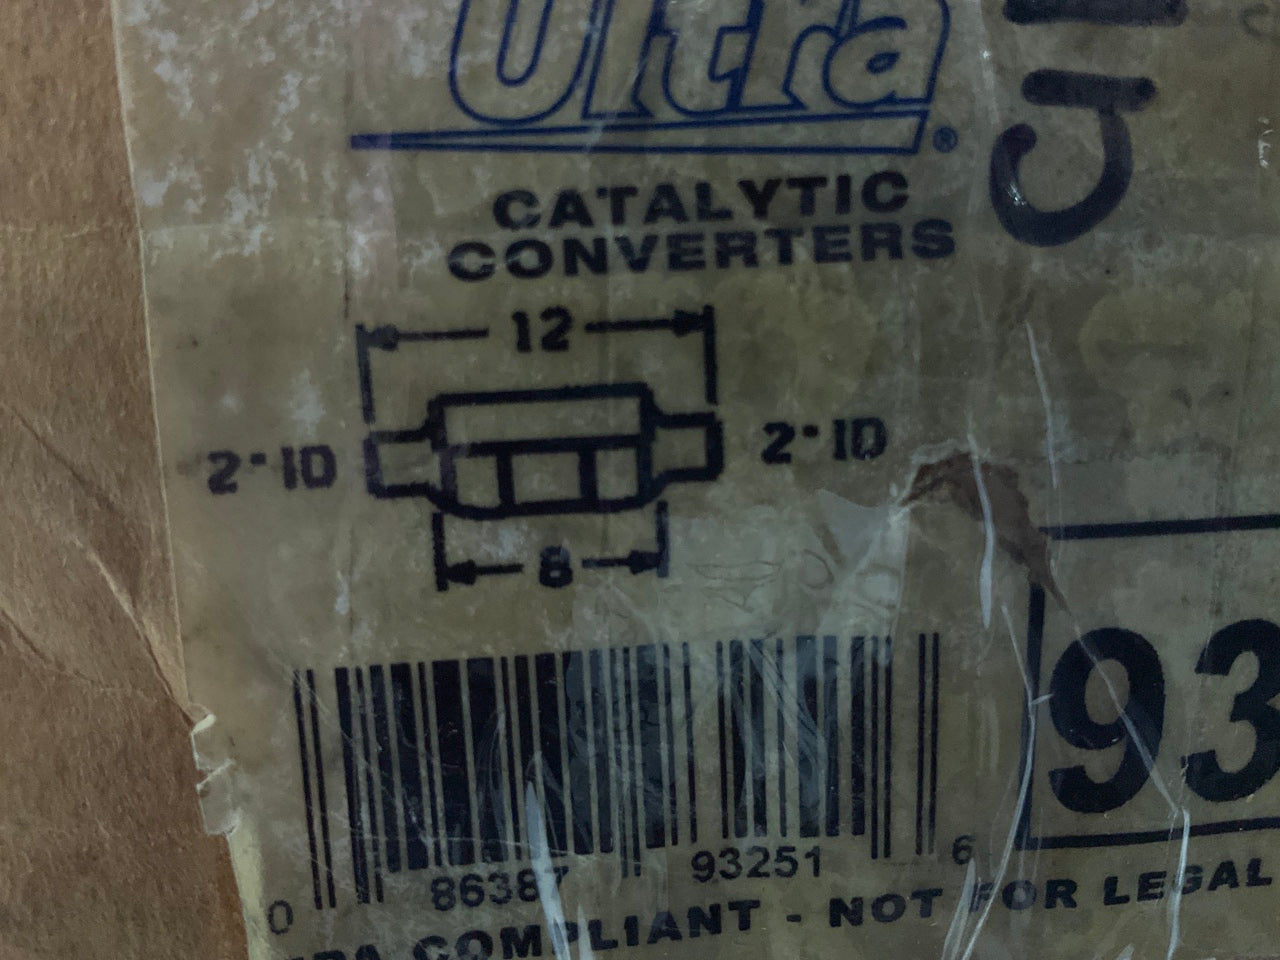 Ultra®
CATALYTIC
CONVERTERS
12
2" ID
2" ID
8
93
0 86387 93251 6
COMPLIANT - NOT FOR LEGAL